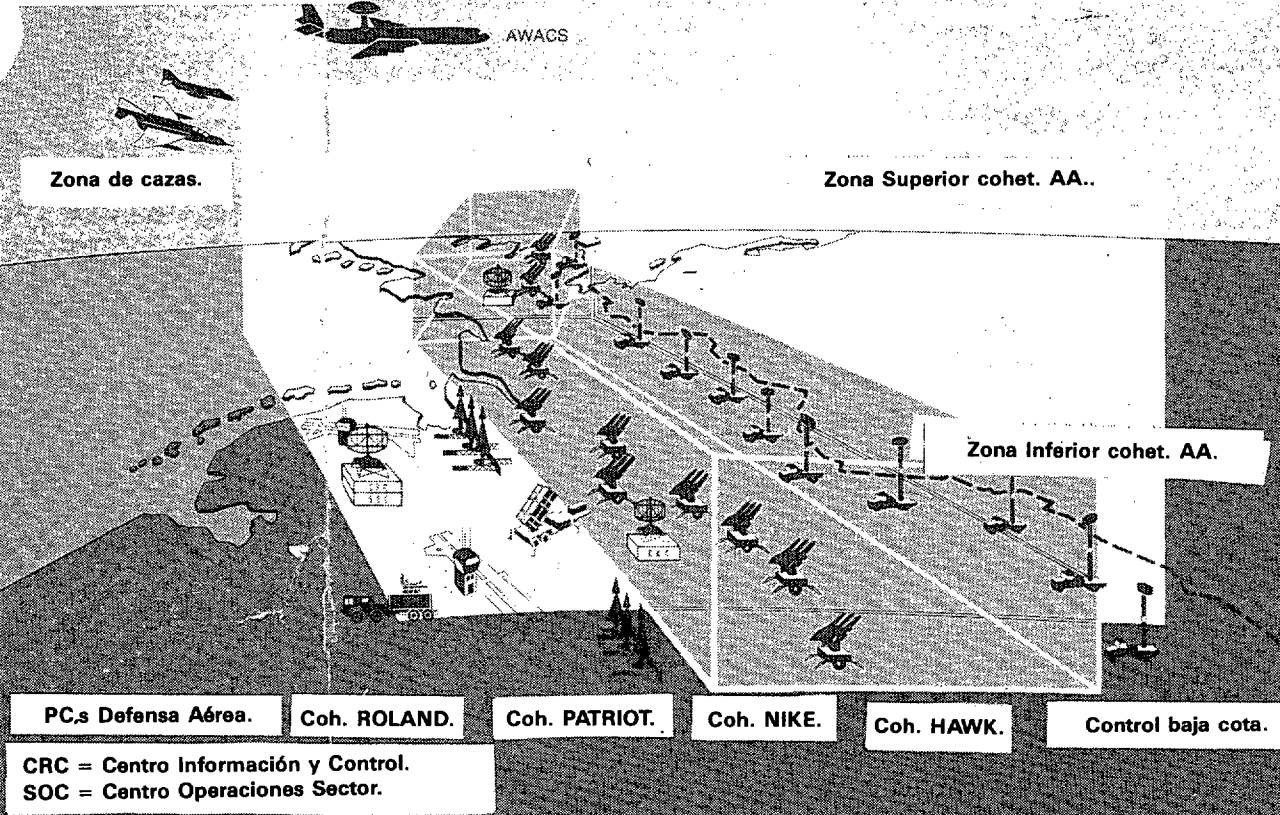 AWACS
Zona de cazas.
Zona Superior cohet. AA..
Zona Inferior cohet. AA.
PC,s Defensa Aérea.
Coh. ROLAND.
Coh. PATRIOT.
Coh. NIKE.
Coh. HAWK.
Control baja cota.
CRC = Centro Información y Control.
SOC = Centro Operaciones Sector.